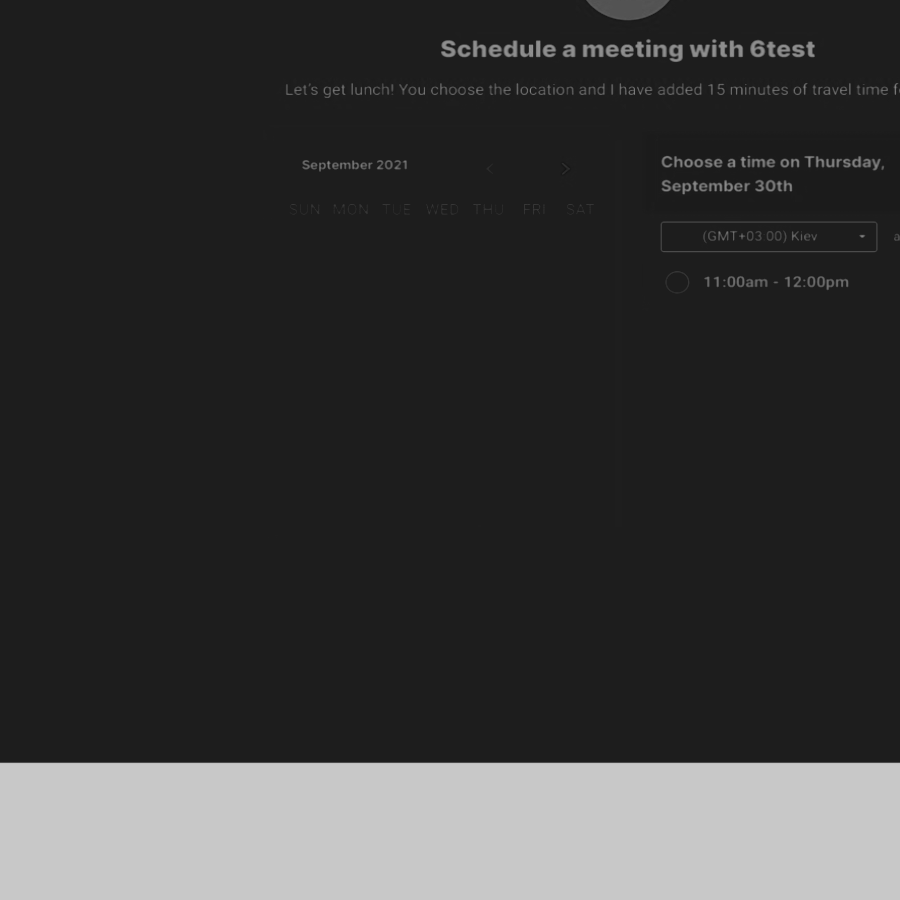 Schedule a meeting with 6test
Let's get lunch! You choose the location and I have added 15 minutes of travel time
September 2021
SUN MON TUE WED THU FRI SAT
Choose a time on Thursday,
September 30th
(GMT+03:00) Kiev
11:00am - 12:00pm